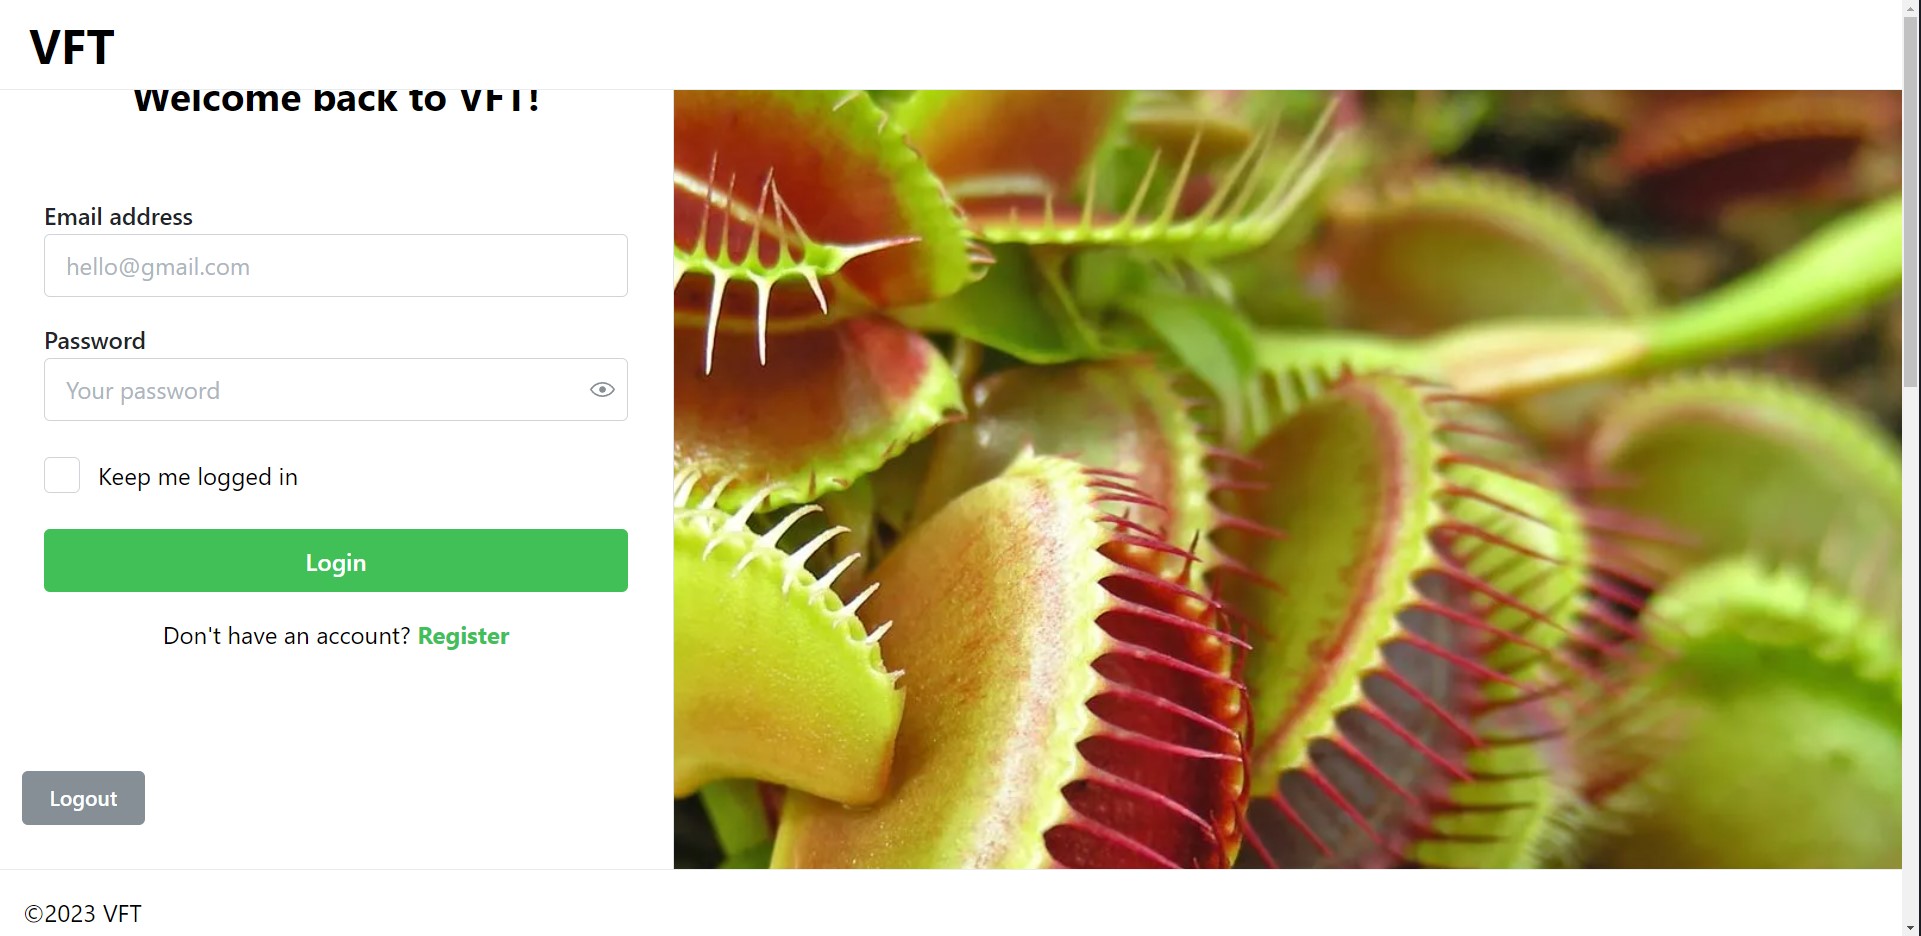 VFT
Welcome back to VFT!
Email address
hello@gmail.com
Password
Your password
Keep me logged in
Login
Don't have an account? Register
Logout
©2023 VFT